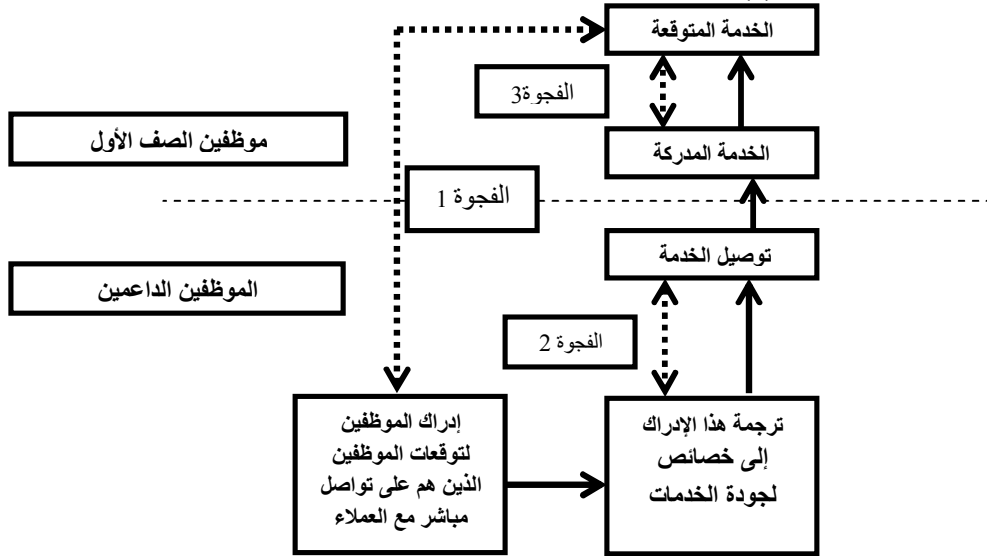 الخدمة المتوقعة
الفجوة3
موظفين الصف الأول
الخدمة المدركة
الفجوة 1
توصيل الخدمة
الموظفين الداعمين
الفجوة 2
ترجمة هذا الإدراك
إلى خصائص
لجودة الخدمات
إدراك الموظفين
لتوقعات الموظفين
الذين هم على تواصل
مباشر مع العملاء